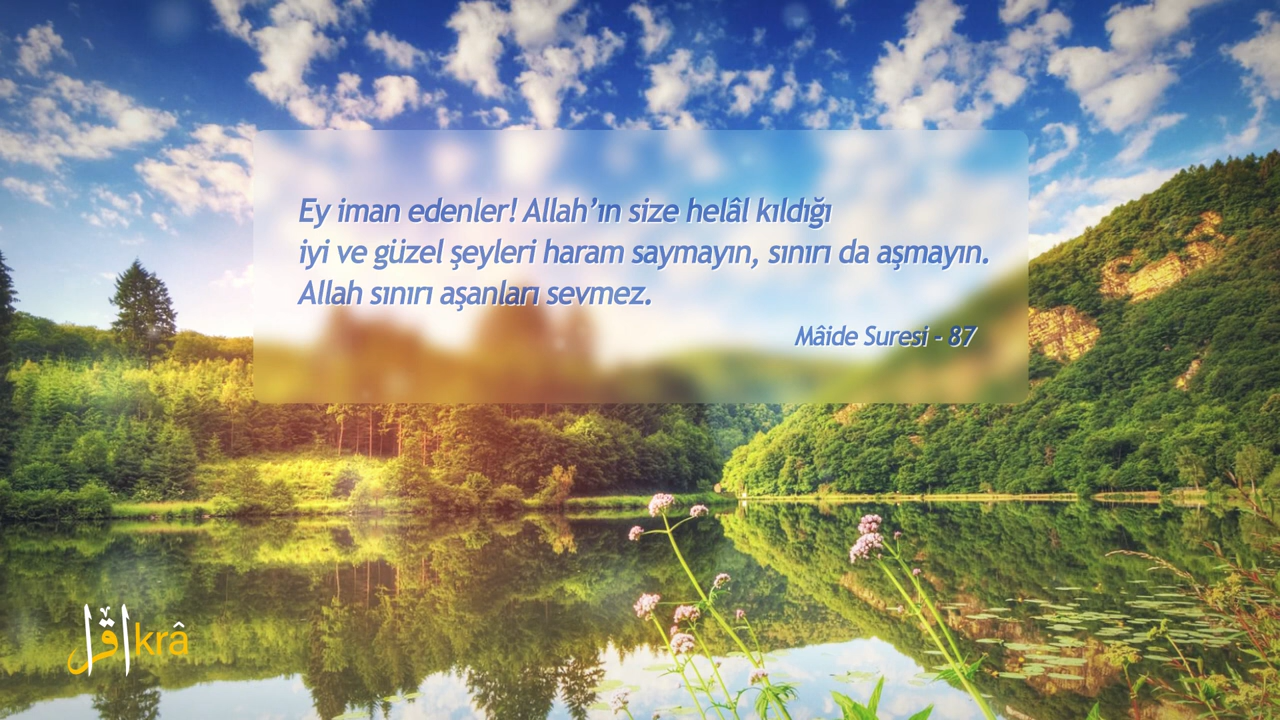 Ey iman edenler! Allah’ın size helâl kıldığı
iyi ve güzel şeyleri haram saymayın, sınırı da aşmayın.
Allah sınırı aşanları sevmez.
Mâide Suresi - 87
اقرأ krâ